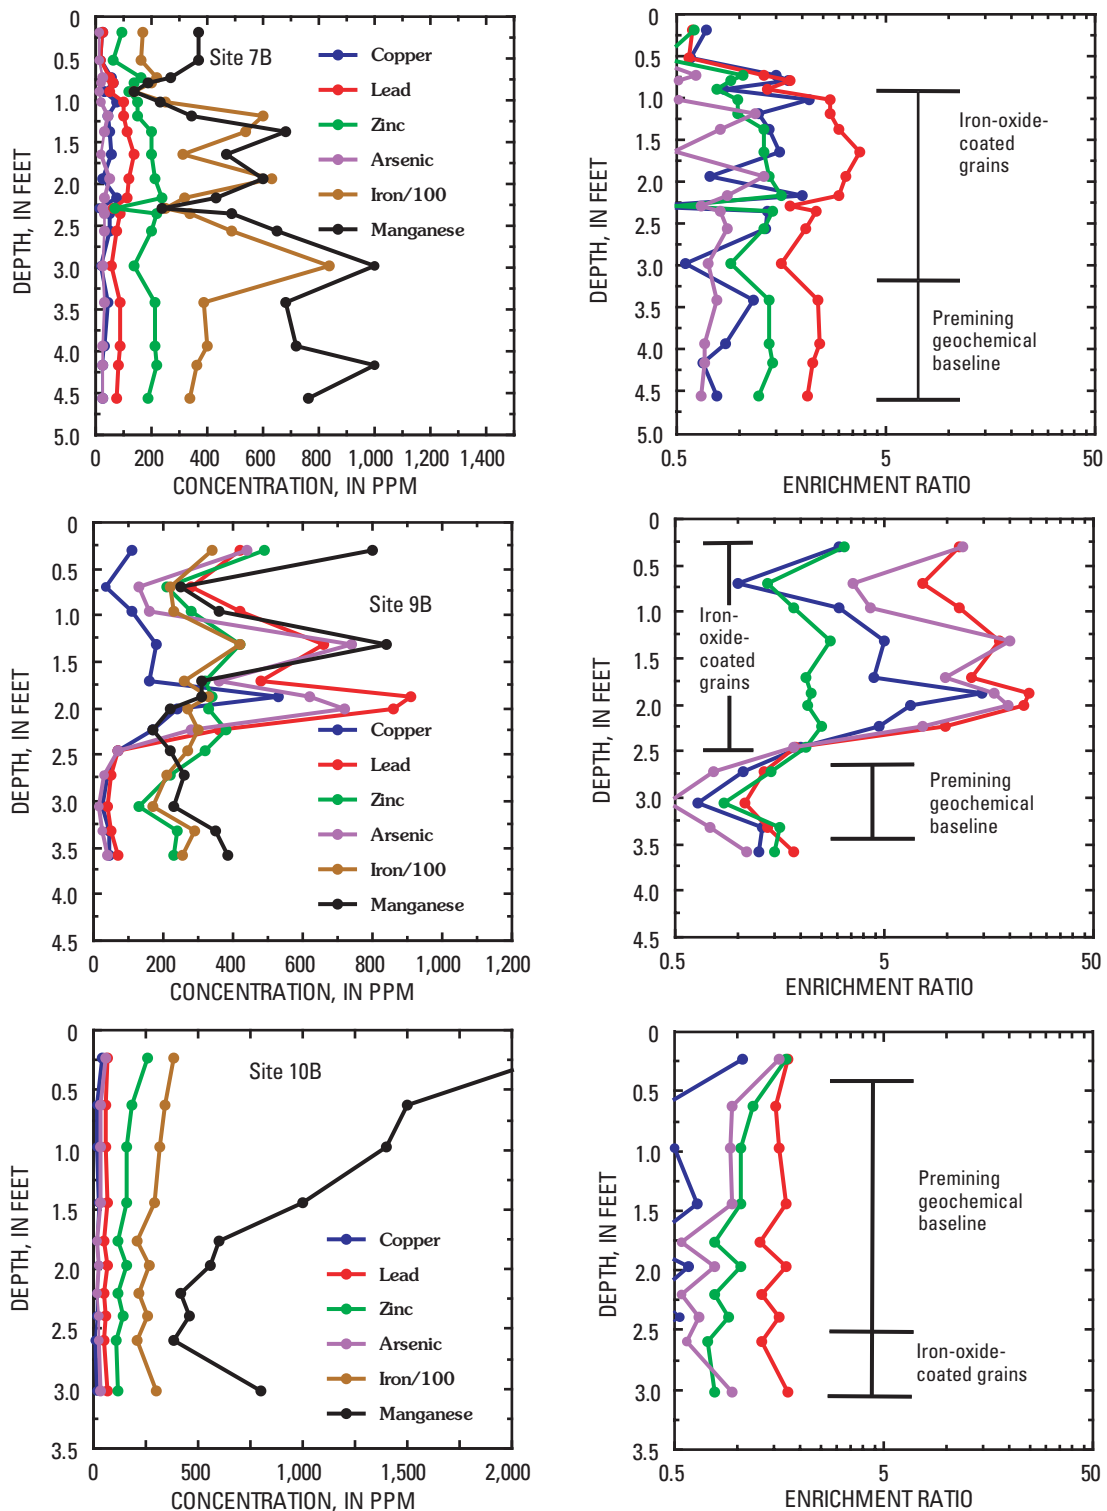 0
0.5
1.0
1.5
2.0
2.5
3.0
3.5
4.0
4.5
5.0
DEPTH, IN FEET
Site 7B
Copper
Lead
Zinc
Arsenic
Iron/100
Manganese
0 200 400 600 800 1,000 1,400
CONCENTRATION, IN PPM
0
0.5
1.0
1.5
2.0
2.5
3.0
3.5
4.0
4.5
5.0
DEPTH, IN FEET
Iron-oxide-
coated
grains
Premining
geochemical
baseline
0.5 5 50
ENRICHMENT RATIO
0
0.5
1.0
1.5
2.0
2.5
3.0
3.5
4.0
4.5
DEPTH, IN FEET
Site 9B
Copper
Lead
Zinc
Arsenic
Iron/100
Manganese
0 200 400 600 800 1,000 1,200
CONCENTRATION, IN PPM
0
0.5
1.0
1.5
2.0
2.5
3.0
3.5
4.0
4.5
DEPTH, IN FEET
Iron-
oxide-
coated
grains
Premining
geochemical
baseline
0.5 5 50
ENRICHMENT RATIO
0
0.5
1.0
1.5
2.0
2.5
3.0
3.5
DEPTH, IN FEET
Site 10B
Copper
Lead
Zinc
Arsenic
Iron/100
Manganese
0 500 1,000 1,500 2,000
CONCENTRATION, IN PPM
0
0.5
1.0
1.5
2.0
2.5
3.0
3.5
DEPTH, IN FEET
Premining
geochemical
baseline
Iron-oxide-
coated grains
0.5 5 50
ENRICHMENT RATIO